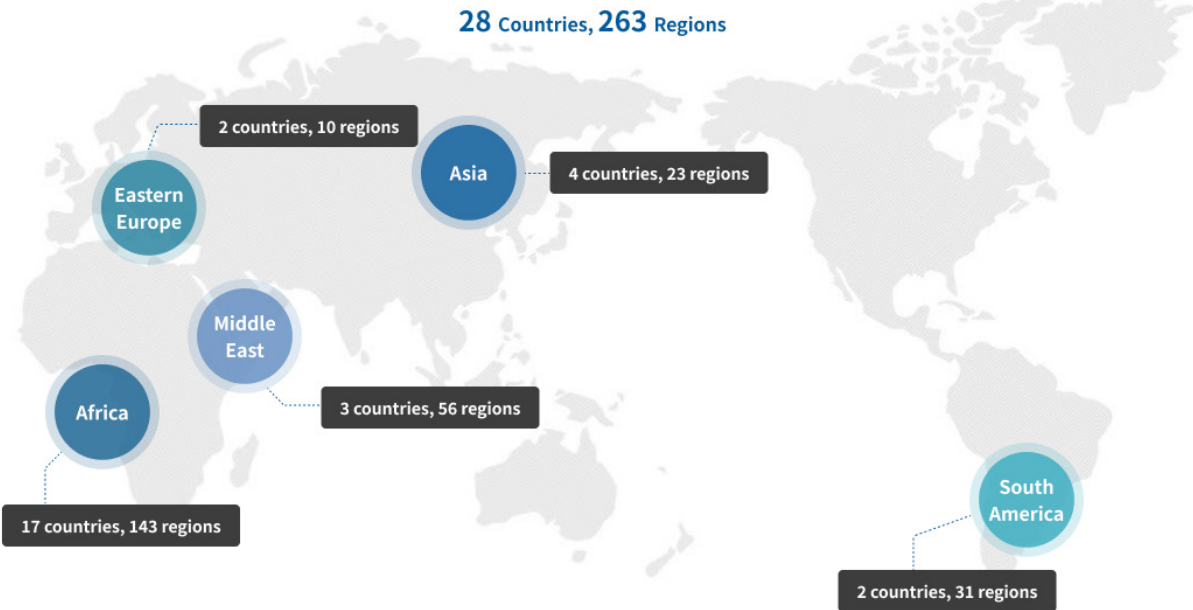 28 Countries, 263 Regions
2 countries, 10 regions
Eastern
Europe
Asia
4 countries, 23 regions
Middle
East
3 countries, 56 regions
Africa
17 countries, 143 regions
South
America
2 countries, 31 regions